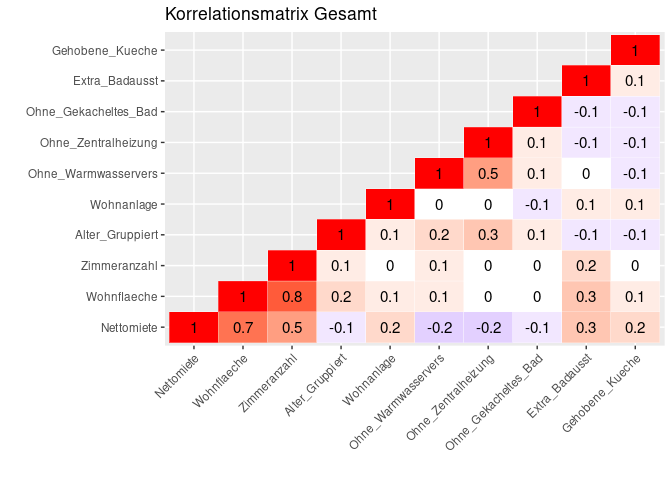 Korrelationsmatrix Gesamt
Gehobene_Kueche 1
Extra_Badausst 1 0.1
Ohne_Gekacheltes_Bad 1 -0.1 -0.1
Ohne_Zentralheizung 1 0.1 -0.1 -0.1
Ohne_Warmwasservers 1 0.5 0.1 0 -0.1
Wohnanlage 1 0 0 -0.1 0.1 0.1
Alter_Gruppiert 1 0.1 0.2 0.3 0.1 -0.1 -0.1
Zimmeranzahl 1 0.1 0 0.1 0 0 0.2 0
Wohnflaeche 1 0.8 0.2 0.1 0.1 0 0 0.3 0.1
Nettomiete 1 0.7 0.5 -0.1 0.2 -0.2 -0.2 -0.1 0.3 0.2
Nettomiete
Wohnflaeche
Zimmeranzahl
Alter_Gruppiert
Wohnanlage
Ohne_Warmwasservers
Ohne_Zentralheizung
Ohne_Gekacheltes_Bad
Extra_Badausst
Gehobene_Kueche